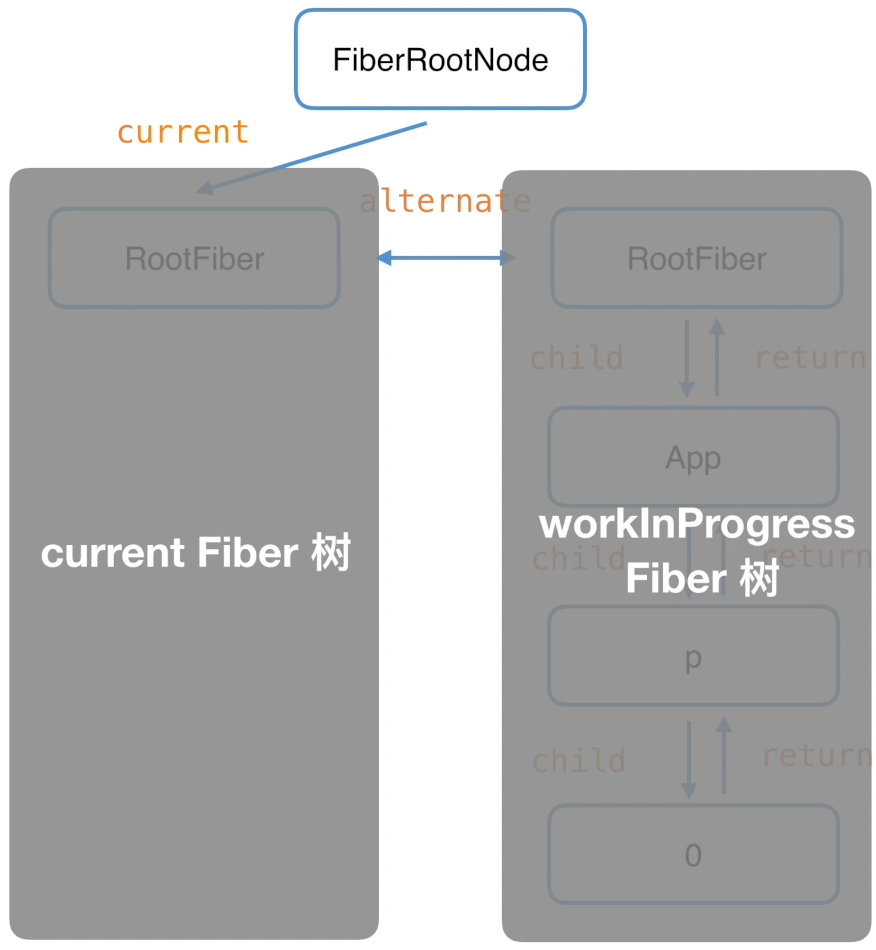 FiberRootNode
current
alternate
RootFiber
RootFiber
child
return
App
current Fiber 树
workInProgress
Fiber 树
child
return
p
child
return
0